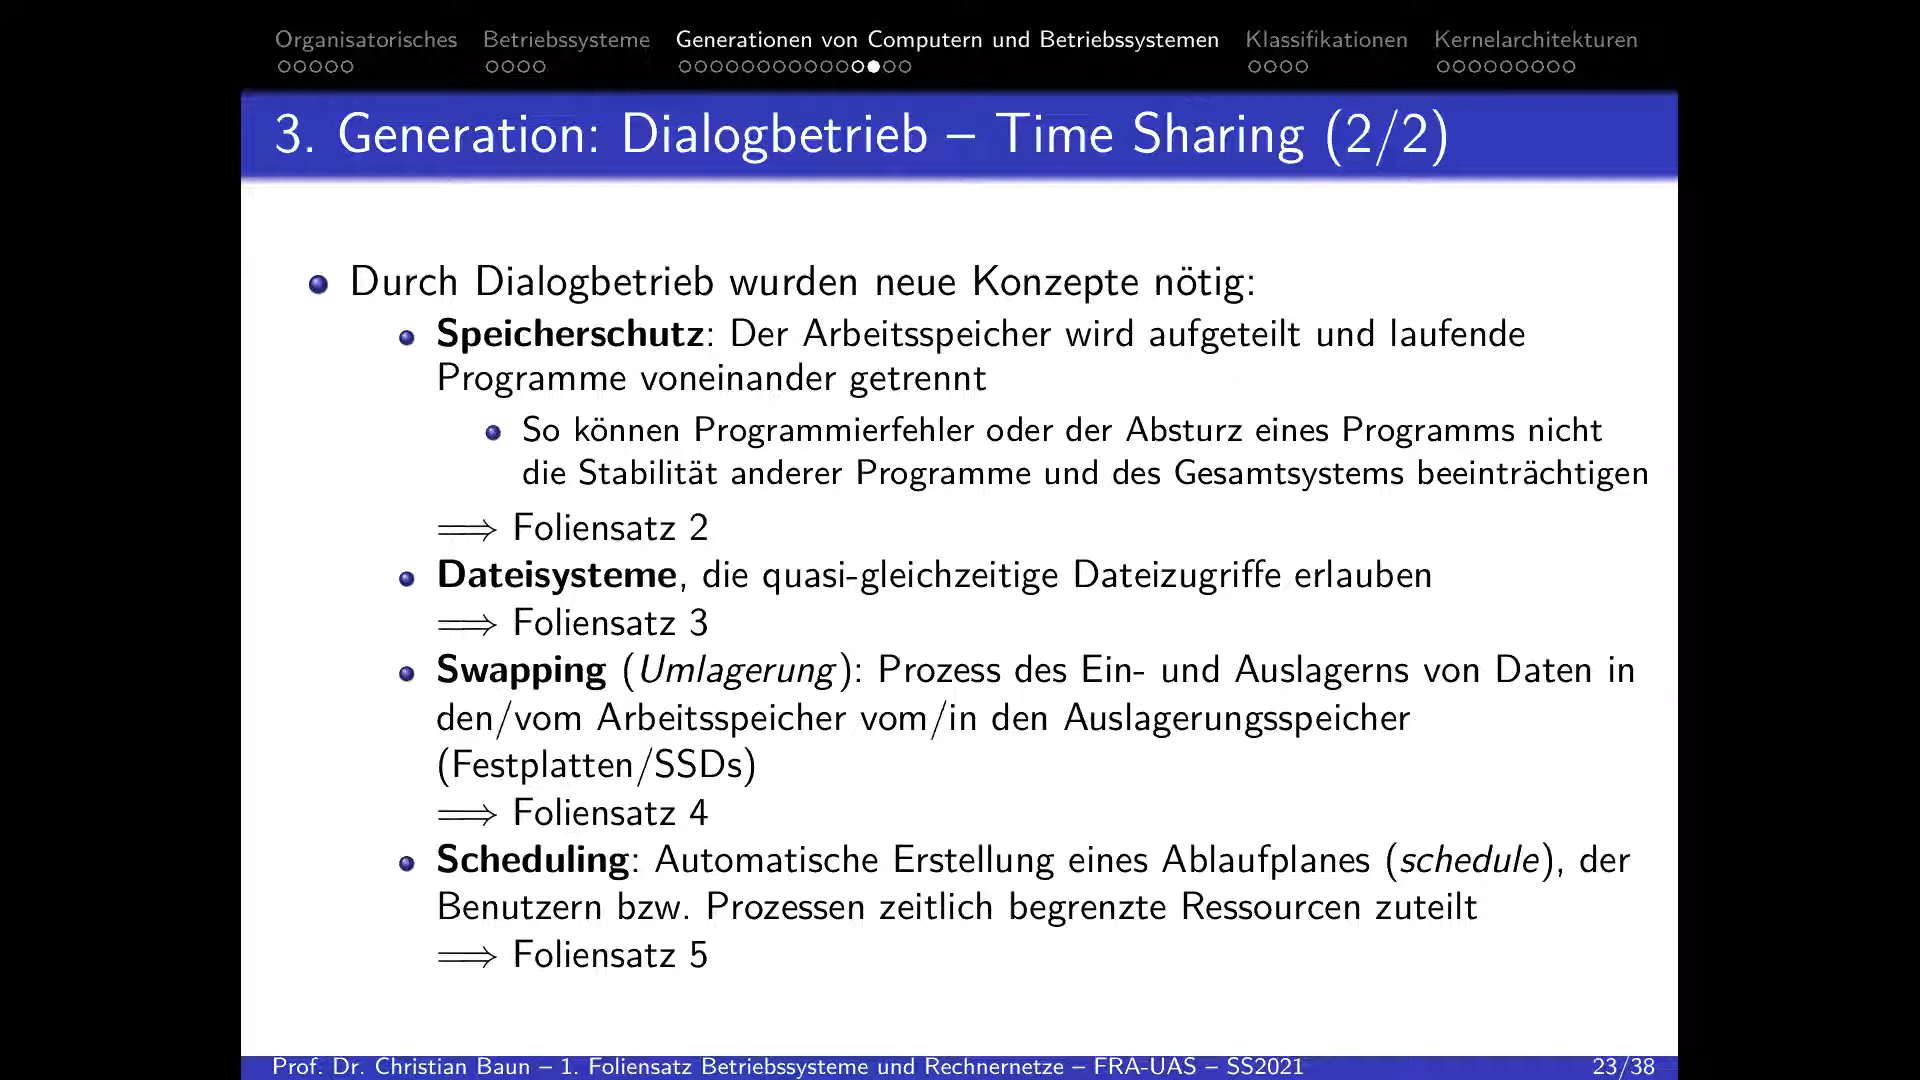 Organisatorisches Betriebssysteme Generationen von Computern und Betriebssystemen Klassifikationen Kernelarchitekturen
3. Generation: Dialogbetrieb – Time Sharing (2/2)
Durch Dialogbetrieb wurden neue Konzepte nötig:
Speicherschutz: Der Arbeitsspeicher wird aufgeteilt und laufende
Programme voneinander getrennt
So können Programmierfehler oder der Absturz eines Programms nicht
die Stabilität anderer Programme und des Gesamtsystems beeinträchtigen
⟹ Foliensatz 2
Dateisysteme, die quasi-gleichzeitige Dateizugriffe erlauben
⟹ Foliensatz 3
Swapping (Umlagerung): Prozess des Ein- und Auslagerns von Daten in
den/vom Arbeitsspeicher vom/in den Auslagerungsspeicher
(Festplatten/SSDs)
⟹ Foliensatz 4
Scheduling: Automatische Erstellung eines Ablaufplanes (schedule), der
Benutzern bzw. Prozessen zeitlich begrenzte Ressourcen zuteilt
⟹ Foliensatz 5
Prof. Dr. Christian Baun – 1. Foliensatz Betriebssysteme und Rechnernetze – FRA-UAS – SS2021 23/38